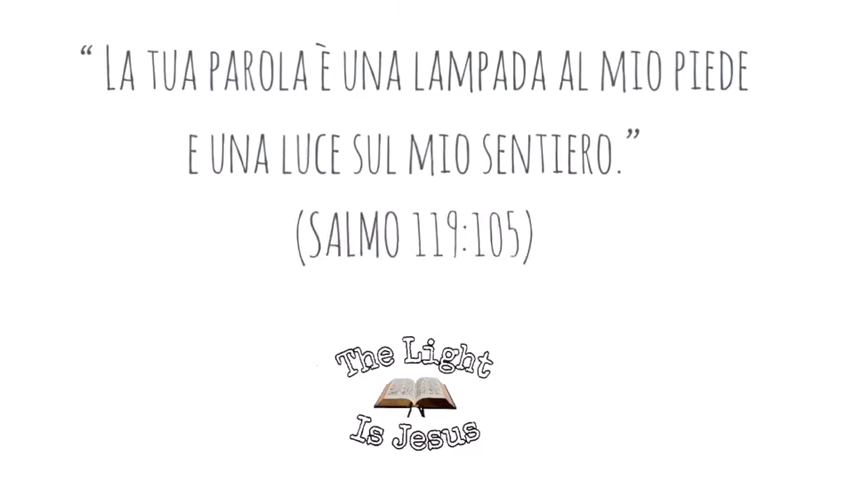 “ LA TUA PAROLA È UNA LAMPADA AL MIO PIEDE
E UNA LUCE SUL MIO SENTIERO.”
(SALMO 119:105)
The Light
Is Jesus